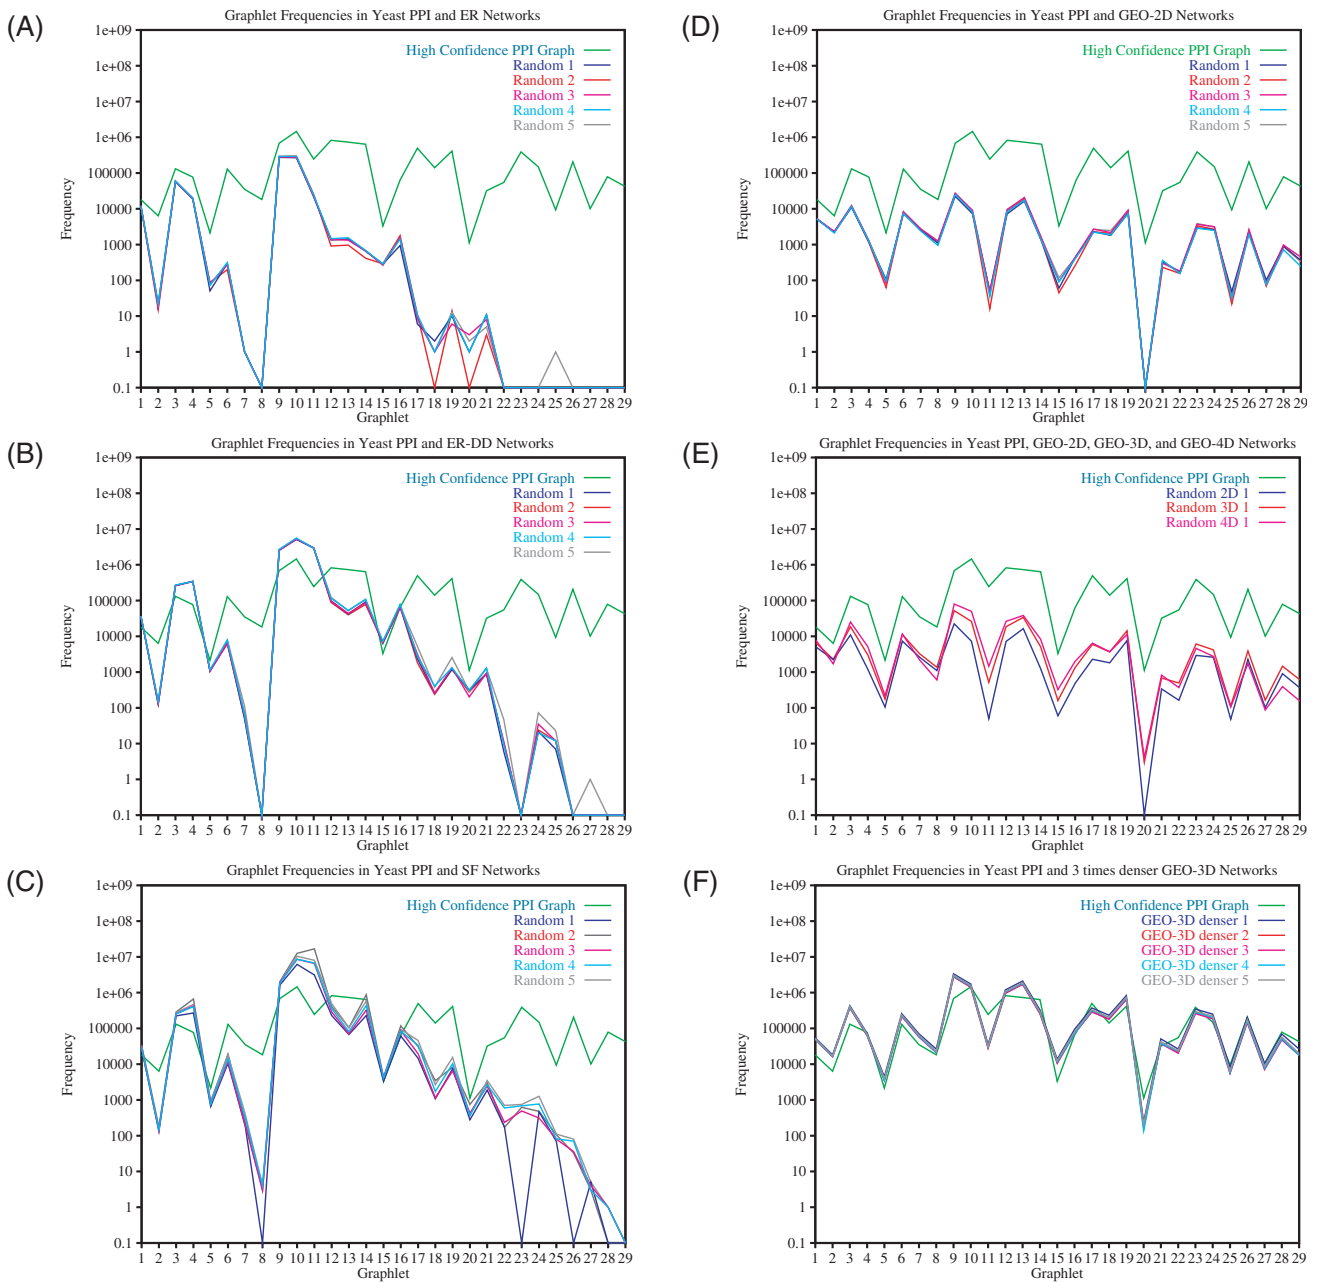 (A)
Graphlet Frequencies in Yeast PPI and ER Networks
High Confidence PPI Graph
Random 1
Random 2
Random 3
Random 4
Random 5
1e+09
1e+08
1e+07
1e+06
100000
10000
1000
100
10
1
0.1
Frequency
1 2 3 4 5 6 7 8 9 10 11 12 13 14 15 16 17 18 19 20 21 22 23 24 25 26 27 28 29
Graphlet
(B)
Graphlet Frequencies in Yeast PPI and ER-DD Networks
High Confidence PPI Graph
Random 1
Random 2
Random 3
Random 4
Random 5
1e+09
1e+08
1e+07
1e+06
100000
10000
1000
100
10
1
0.1
Frequency
1 2 3 4 5 6 7 8 9 10 11 12 13 14 15 16 17 18 19 20 21 22 23 24 25 26 27 28 29
Graphlet
(C)
Graphlet Frequencies in Yeast PPI and SF Networks
High Confidence PPI Graph
Random 1
Random 2
Random 3
Random 4
Random 5
1e+09
1e+08
1e+07
1e+06
100000
10000
1000
100
10
1
0.1
Frequency
1 2 3 4 5 6 7 8 9 10 11 12 13 14 15 16 17 18 19 20 21 22 23 24 25 26 27 28 29
Graphlet
(D)
Graphlet Frequencies in Yeast PPI and GEO-2D Networks
High Confidence PPI Graph
Random 1
Random 2
Random 3
Random 4
Random 5
1e+09
1e+08
1e+07
1e+06
100000
10000
1000
100
10
1
0.1
Frequency
1 2 3 4 5 6 7 8 9 10 11 12 13 14 15 16 17 18 19 20 21 22 23 24 25 26 27 28 29
Graphlet
(E)
Graphlet Frequencies in Yeast PPI, GEO-2D, GEO-3D, and GEO-4D Networks
High Confidence PPI Graph
Random 2D 1
Random 3D 1
Random 4D 1
1e+09
1e+08
1e+07
1e+06
100000
10000
1000
100
10
1
0.1
Frequency
1 2 3 4 5 6 7 8 9 10 11 12 13 14 15 16 17 18 19 20 21 22 23 24 25 26 27 28 29
Graphlet
(F)
Graphlet Frequencies in Yeast PPI and 3 times denser GEO-3D Networks
High Confidence PPI Graph
GEO-3D denser 1
GEO-3D denser 2
GEO-3D denser 3
GEO-3D denser 4
GEO-3D denser 5
1e+09
1e+08
1e+07
1e+06
100000
10000
1000
100
10
1
0.1
Frequency
1 2 3 4 5 6 7 8 9 10 11 12 13 14 15 16 17 18 19 20 21 22 23 24 25 26 27 28 29
Graphlet